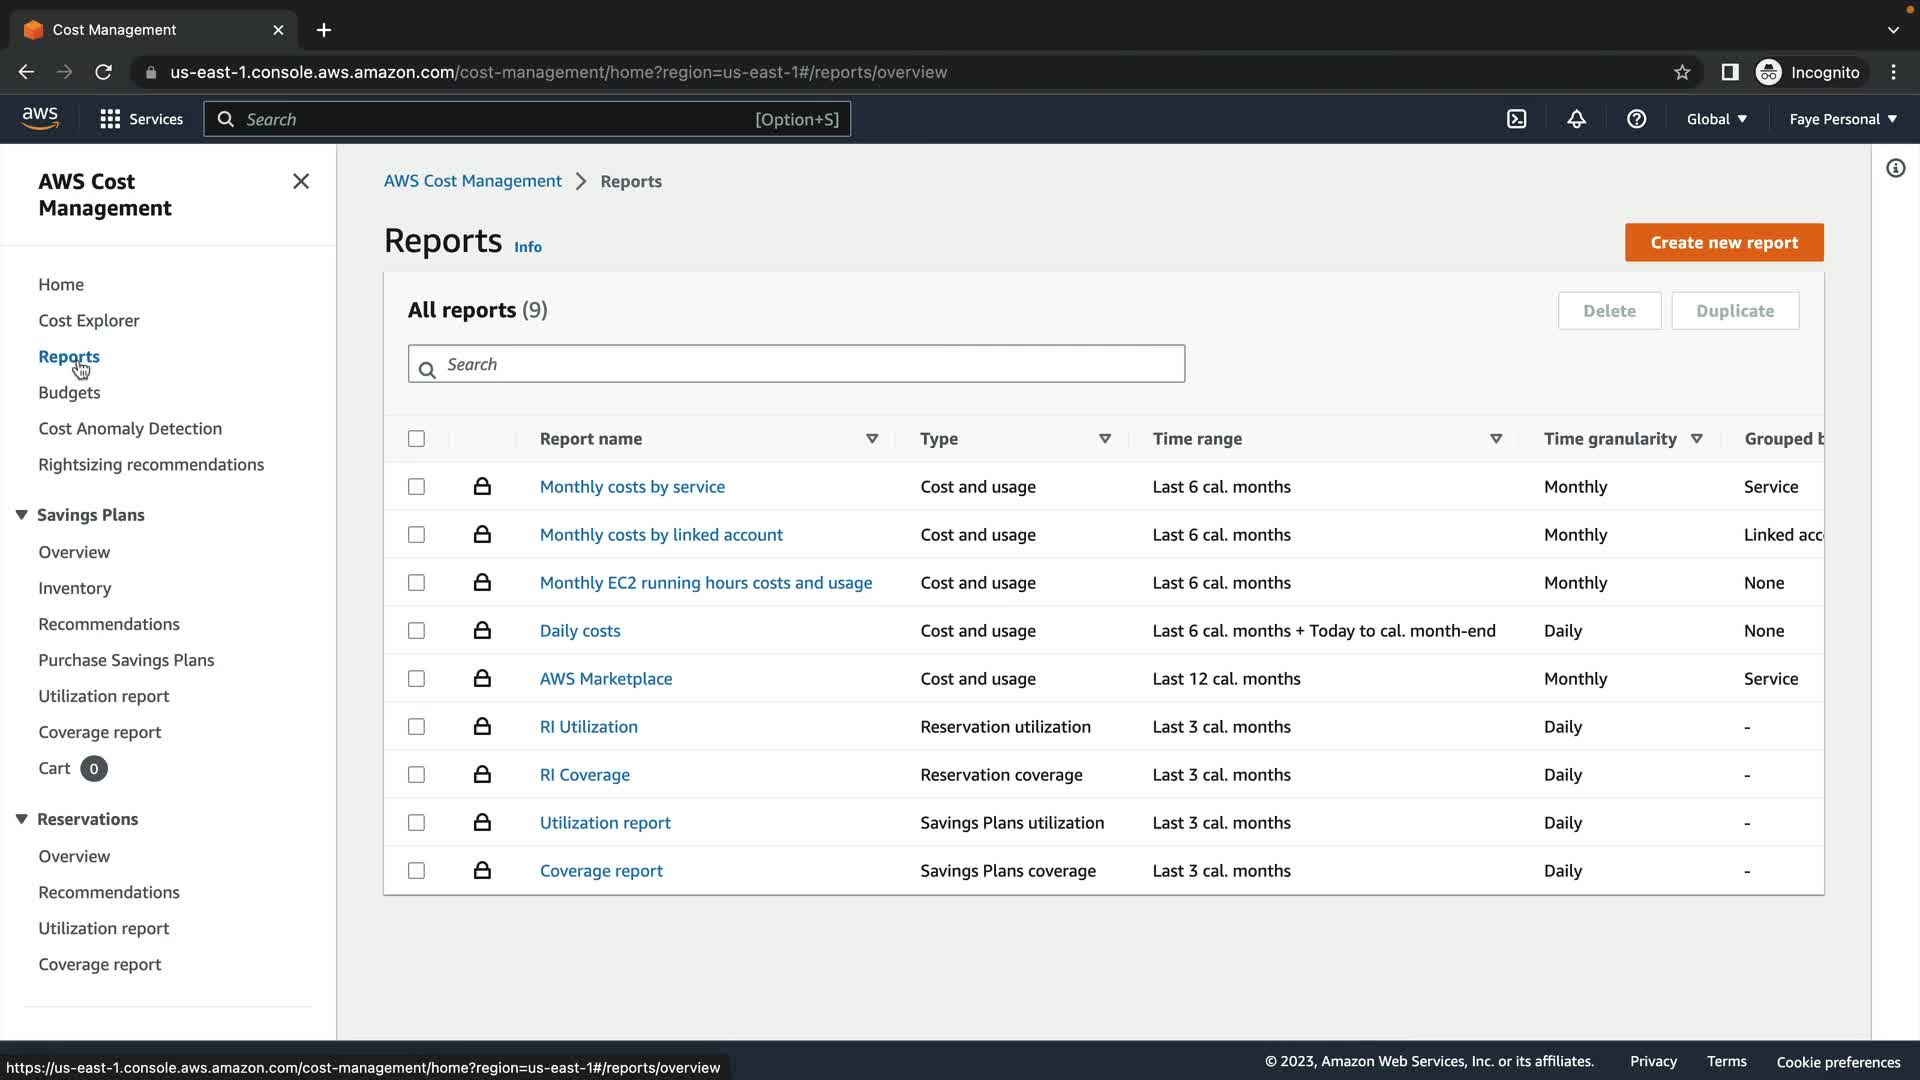 Cost Management
us-east-1.console.aws.amazon.com/cost-management/home?region=us-east-1#/reports/overview
Incognito
aws
Services
Search
[Option+S]
Global
Faye Personal
AWS Cost
Management
Home
Cost Explorer
Reports
Budgets
Cost Anomaly Detection
Rightsizing recommendations
Savings Plans
Overview
Inventory
Recommendations
Purchase Savings Plans
Utilization report
Coverage report
Cart 0
Reservations
Overview
Recommendations
Utilization report
Coverage report
AWS Cost Management > Reports
Reports Info
Create new report
All reports (9)
Delete
Duplicate
Search
Report name Type Time range Time granularity Grouped b
Monthly costs by service Cost and usage Last 6 cal. months Monthly Service
Monthly costs by linked account Cost and usage Last 6 cal. months Monthly Linked acc
Monthly EC2 running hours costs and usage Cost and usage Last 6 cal. months Monthly None
Daily costs Cost and usage Last 6 cal. months + Today to cal. month-end Daily None
AWS Marketplace Cost and usage Last 12 cal. months Monthly Service
RI Utilization Reservation utilization Last 3 cal. months Daily -
RI Coverage Reservation coverage Last 3 cal. months Daily -
Utilization report Savings Plans utilization Last 3 cal. months Daily -
Coverage report Savings Plans coverage Last 3 cal. months Daily -
https://us-east-1.console.aws.amazon.com/cost-management/home?region=us-east-1#/reports/overview
© 2023, Amazon Web Services, Inc. or its affiliates. Privacy Terms Cookie preferences